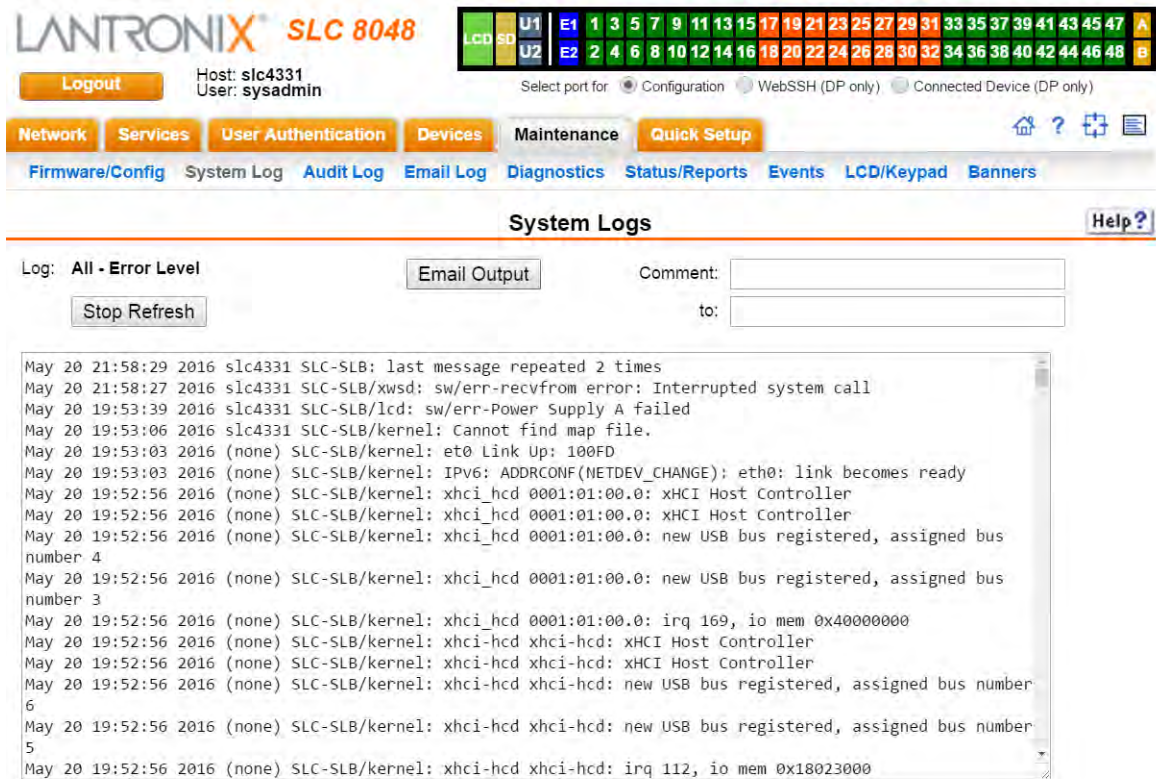 LANTRONIX® SLC 8048
LCD SD U1 E1 1 3 5 7 9 11 13 15 17 19 21 23 25 27 29 31 33 35 37 39 41 43 45 47 A
U2 E2 2 4 6 8 10 12 14 16 18 20 22 24 26 28 30 32 34 36 38 40 42 44 46 48 B
Logout
Host: slc4331
User: sysadmin
Select port for Configuration WebSSH (DP only) Connected Device (DP only)
Network Services User Authentication Devices Maintenance Quick Setup
?
Firmware/Config System Log Audit Log Email Log Diagnostics Status/Reports Events LCD/Keypad Banners
System Logs
Help?
Log: All - Error Level
Email Output
Comment:
Stop Refresh
to:
May 20 21:58:29 2016 slc4331 SLC-SLB: last message repeated 2 times
May 20 21:58:27 2016 slc4331 SLC-SLB/xwsd: sw/err-recvfrom error: Interrupted system call
May 20 19:53:39 2016 slc4331 SLC-SLB/lcd: sw/err-Power Supply A failed
May 20 19:53:06 2016 slc4331 SLC-SLB/kernel: Cannot find map file.
May 20 19:53:03 2016 (none) SLC-SLB/kernel: et0 Link Up: 100FD
May 20 19:53:03 2016 (none) SLC-SLB/kernel: IPv6: ADDRCONF(NETDEV_CHANGE): eth0: link becomes ready
May 20 19:52:56 2016 (none) SLC-SLB/kernel: xhci_hcd 0001:01:00.0: xHCI Host Controller
May 20 19:52:56 2016 (none) SLC-SLB/kernel: xhci_hcd 0001:01:00.0: xHCI Host Controller
May 20 19:52:56 2016 (none) SLC-SLB/kernel: xhci_hcd 0001:01:00.0: new USB bus registered, assigned bus
number 4
May 20 19:52:56 2016 (none) SLC-SLB/kernel: xhci_hcd 0001:01:00.0: new USB bus registered, assigned bus
number 3
May 20 19:52:56 2016 (none) SLC-SLB/kernel: xhci_hcd 0001:01:00.0: irq 169, io mem 0x40000000
May 20 19:52:56 2016 (none) SLC-SLB/kernel: xhci-hcd xhci-hcd: xHCI Host Controller
May 20 19:52:56 2016 (none) SLC-SLB/kernel: xhci-hcd xhci-hcd: xHCI Host Controller
May 20 19:52:56 2016 (none) SLC-SLB/kernel: xhci-hcd xhci-hcd: new USB bus registered, assigned bus number
6
May 20 19:52:56 2016 (none) SLC-SLB/kernel: xhci-hcd xhci-hcd: new USB bus registered, assigned bus number
5
May 20 19:52:56 2016 (none) SLC-SLB/kernel: xhci-hcd xhci-hcd: irq 112, io mem 0x18023000